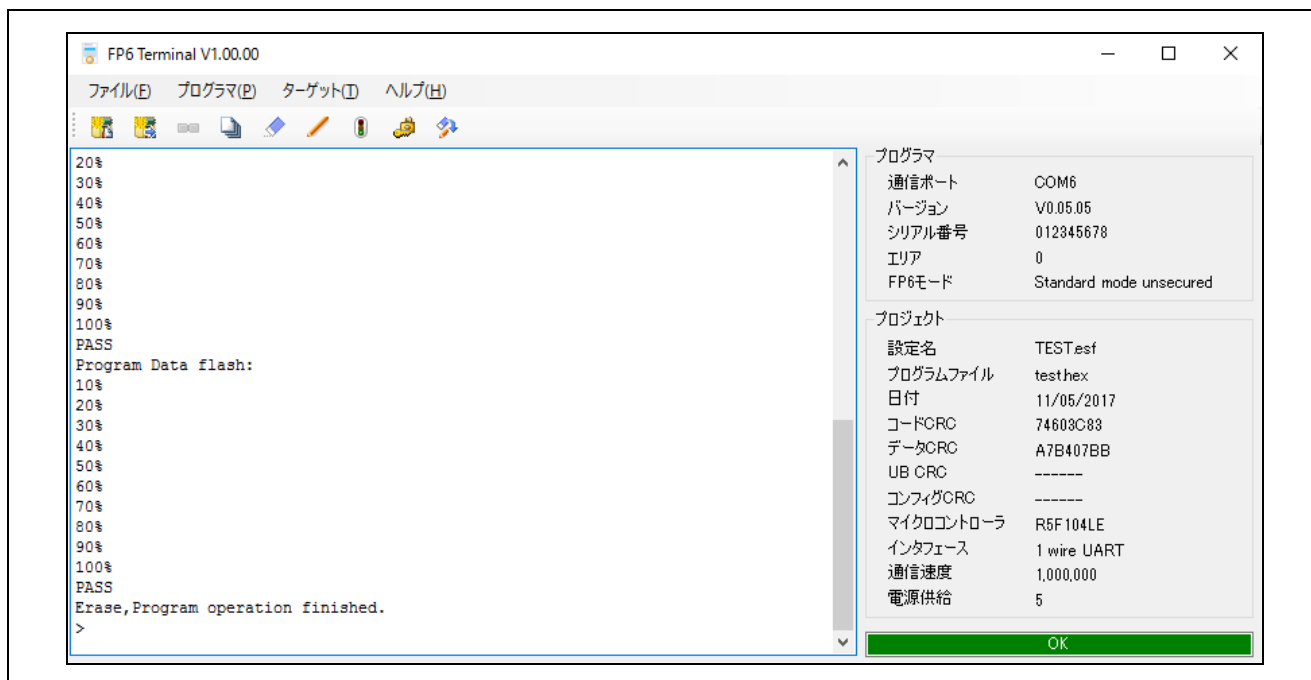 FP6 Terminal V1.00.00
ファイル(F) プログラマ(P) ターゲット(T) ヘルプ(H)
20%
30%
40%
50%
60%
70%
80%
90%
100%
PASS
Program Data flash:
10%
20%
30%
40%
50%
60%
70%
80%
90%
100%
PASS
Erase,Program operation finished.
>
プログラマ
通信ポート COM6
バージョン V0.05.05
シリアル番号 012345678
エリア 0
FP6モード Standard mode unsecured
プロジェクト
設定名 TEST.esf
プログラムファイル test.hex
日付 11/05/2017
コードCRC 74603C83
データCRC A7B407BB
UB CRC ------
コンフィグCRC ------
マイクロコントローラ R5F104LE
インタフェース 1 wire UART
通信速度 1,000,000
電源供給 5
OK